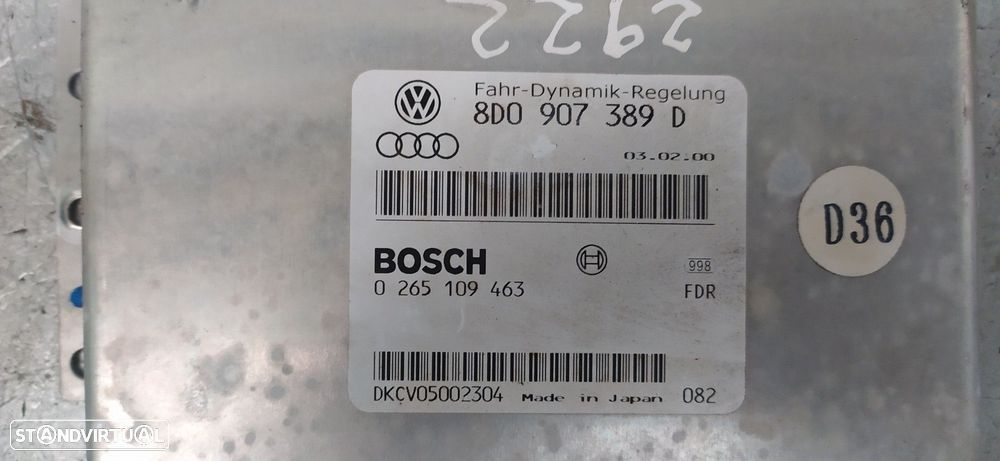 2922
Fahr-Dynamik-Regelung
8D0 907 389 D
03.02.00
D36
BOSCH
998
0 265 109 463
FDR
DKCV05002304 Made in Japan 082
STANDVIRTUAL